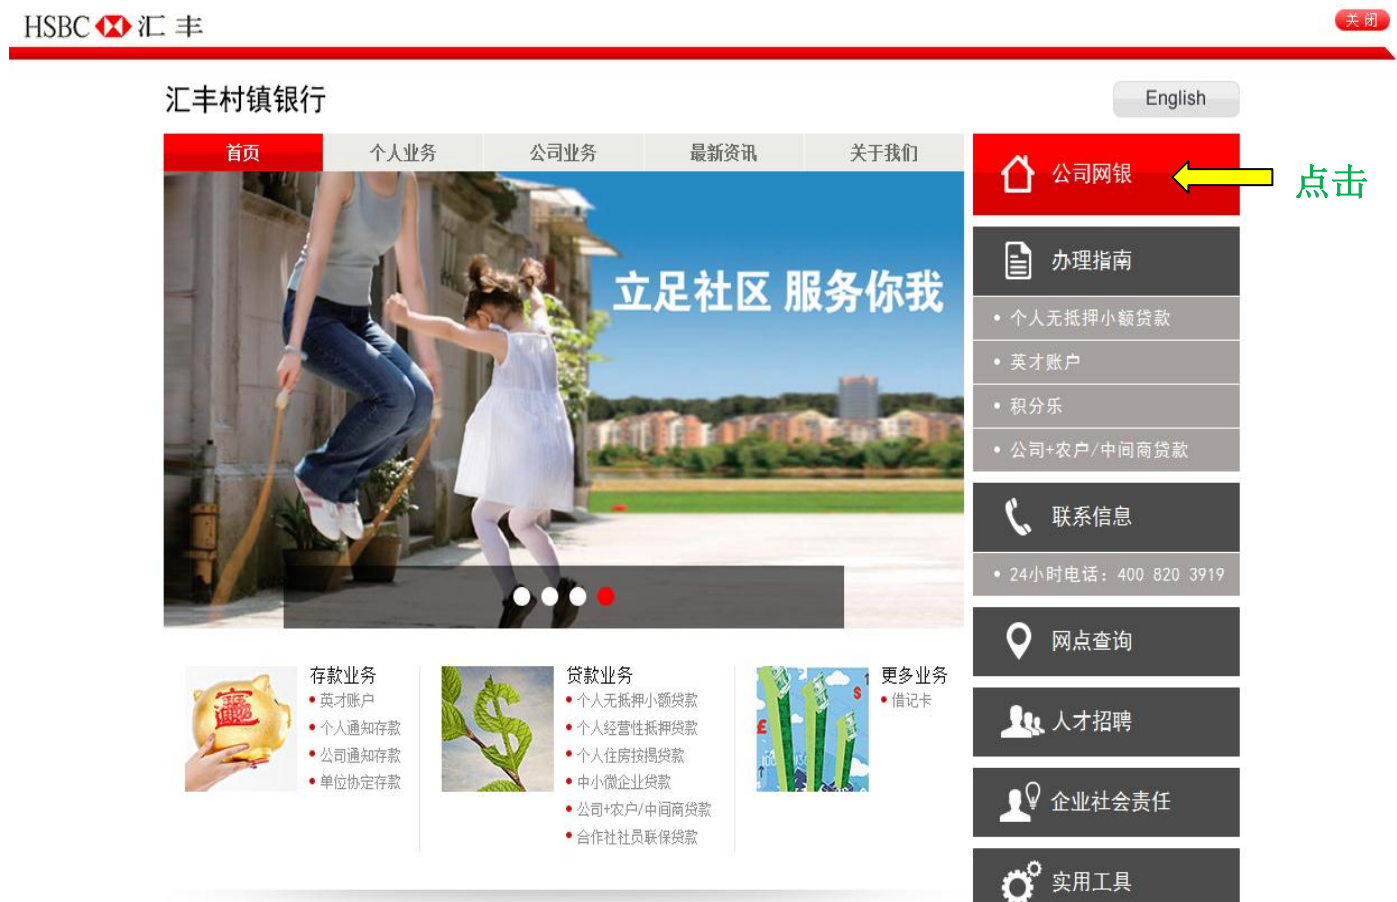 HSBC 汇丰
关闭
汇丰村镇银行
English
首页 个人业务 公司业务 最新资讯 关于我们
立足社区 服务你我
公司网银
点击
办理指南
• 个人无抵押小额贷款
• 英才账户
• 积分乐
• 公司+农户/中间商贷款
联系信息
• 24小时电话：400 820 3919
网点查询
人才招聘
企业社会责任
实用工具
招财进宝
存款业务
• 英才账户
• 个人通知存款
• 公司通知存款
• 单位协定存款
贷款业务
• 个人无抵押小额贷款
• 个人经营性抵押贷款
• 个人住房按揭贷款
• 中小微企业贷款
• 公司+农户/中间商贷款
• 合作社社员联保贷款
更多业务
• 借记卡